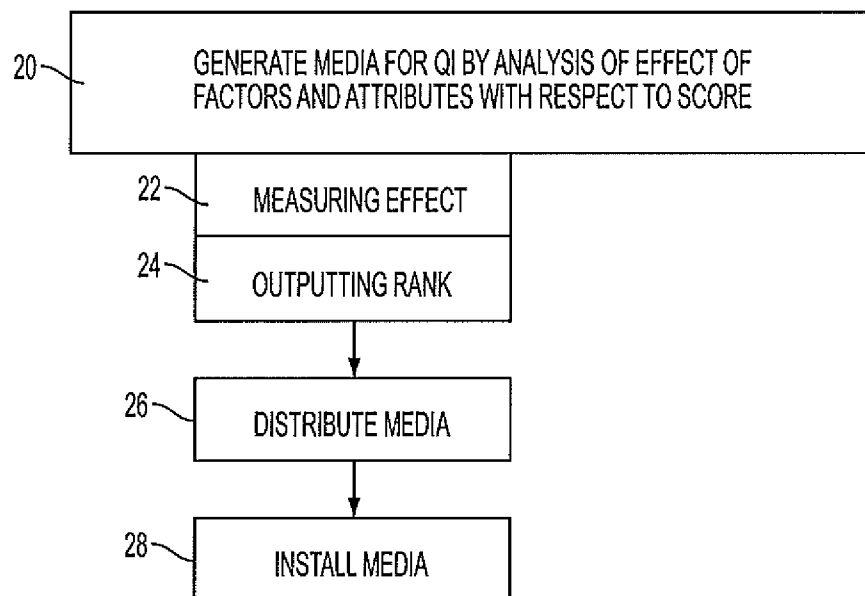 20
GENERATE MEDIA FOR QI BY ANALYSIS OF EFFECT OF
FACTORS AND ATTRIBUTES WITH RESPECT TO SCORE
22
MEASURING EFFECT
24
OUTPUTTING RANK
26
DISTRIBUTE MEDIA
28
INSTALL MEDIA